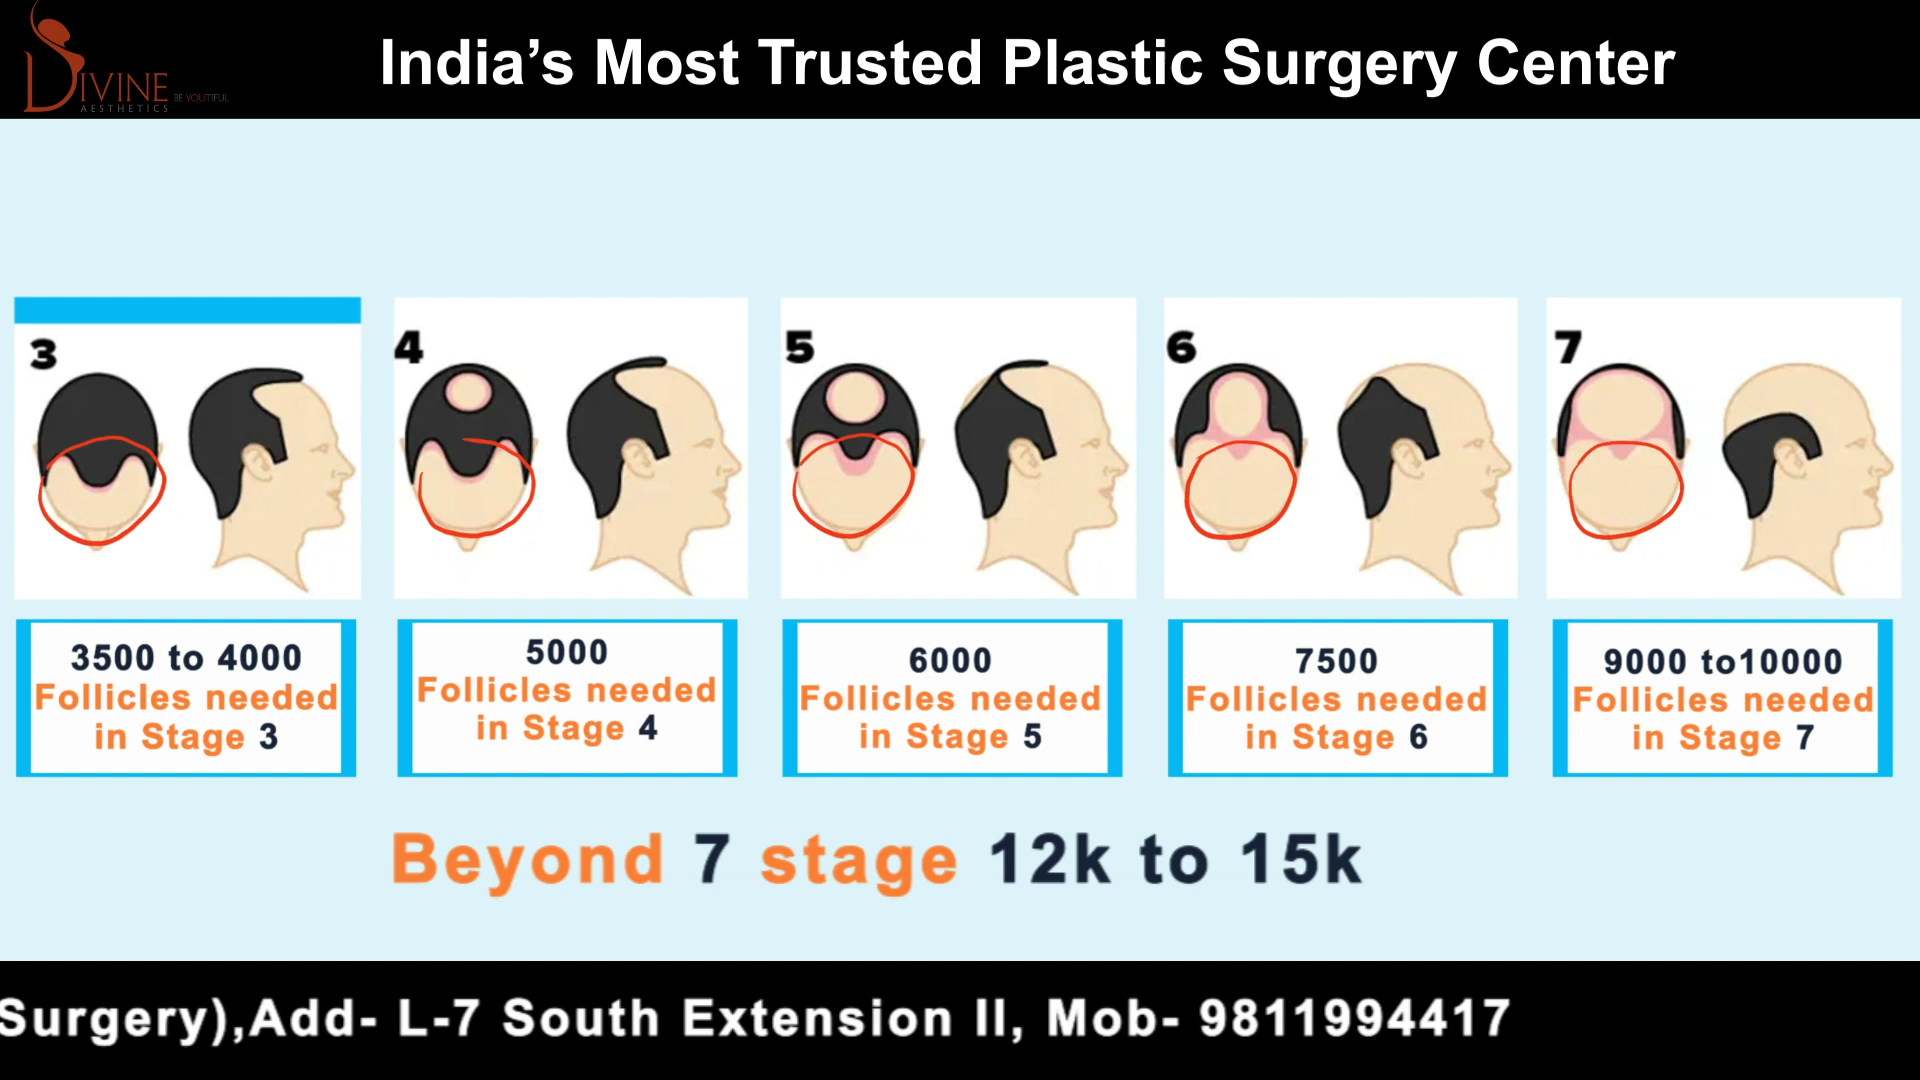 DIVINE
AESTHETICS
BE YOUTIFUL
India's Most Trusted Plastic Surgery Center
3
4
5
6
7
3500 to 4000
Follicles needed
in Stage 3
5000
Follicles needed
in Stage 4
6000
Follicles needed
in Stage 5
7500
Follicles needed
in Stage 6
9000 to10000
Follicles needed
in Stage 7
Beyond 7 stage 12k to 15k
Surgery),Add- L-7 South Extension II, Mob- 9811994417